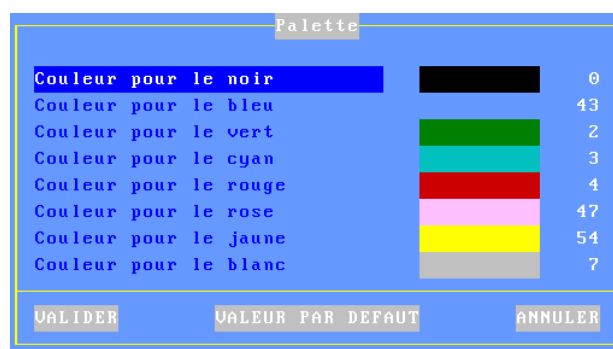 Palette
Couleur pour le noir 0
Couleur pour le bleu 43
Couleur pour le vert 2
Couleur pour le cyan 3
Couleur pour le rouge 4
Couleur pour le rose 47
Couleur pour le jaune 54
Couleur pour le blanc 7
VALIDER VALEUR PAR DEFAUT ANNULER